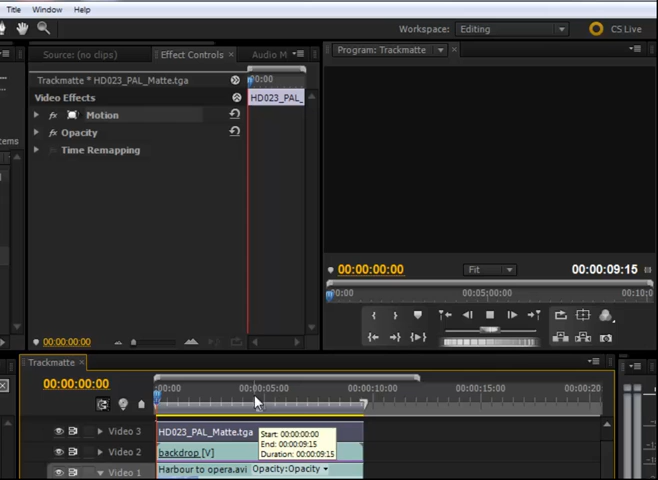 Title Window Help
Workspace: Editing CS Live
Source: (no clips) Effect Controls Audio M
Program: Trackmatte
Trackmatte * HD023_PAL_Matte.tga
00:00
Video Effects
HD023_PAL_
fx Motion
fx Opacity
Time Remapping
tems
00:00:00:00 Fit 00:00:09:15
00:00 00:05:00:00 00:10:0
00:00:00:00
Trackmatte
00:00:00:00
00:00 00:00:05:00 00:00:10:00 00:00:15:00 00:00:20
Video 3 HD023_PAL_Matte.tga
Start: 00:00:00:00
End: 00:00:09:15
Duration: 00:00:09:15
Video 2 backdrop [V]
Video 1 Harbour to opera.avi Opacity:Opacity